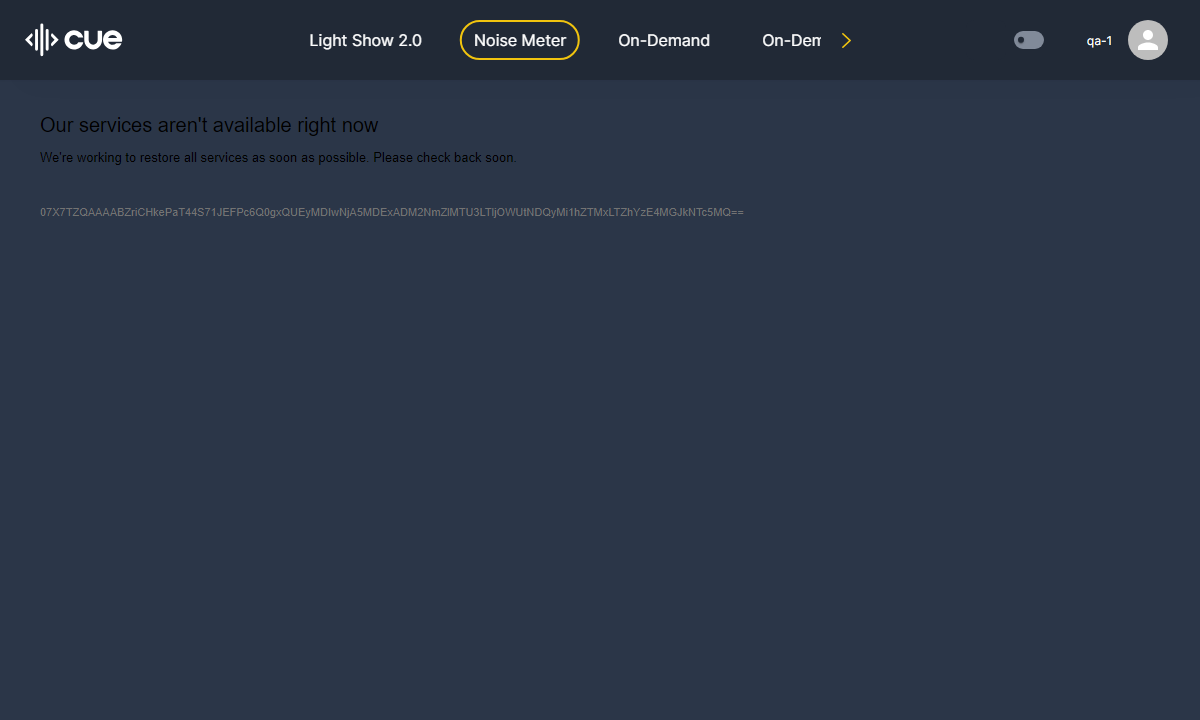 cue
Light Show 2.0
Noise Meter
On-Demand
On-Dem
qa-1
Our services aren't available right now
We're working to restore all services as soon as possible. Please check back soon.
07X7TZQAAAABZriCHkePaT44S71JEFPc6Q0gxQUEyMDIwNjA5MDExADM2NmZlMTU3LTljOWUtNDQyMi1hZTMxLTZhYzE4MGJkNTc5MQ==